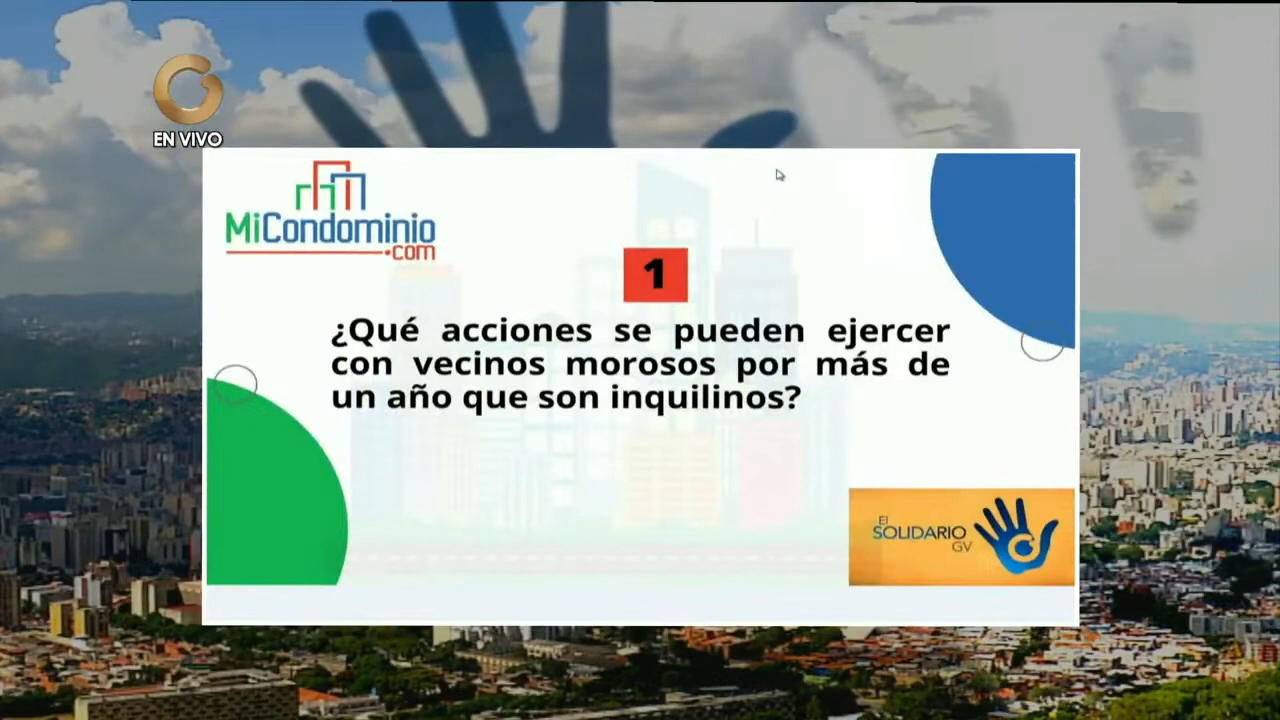 EN VIVO
MiCondominio
.com
1
¿Qué acciones se pueden ejercer
con vecinos morosos por más de
un año que son inquilinos?
El
SOLIDARIO
GV